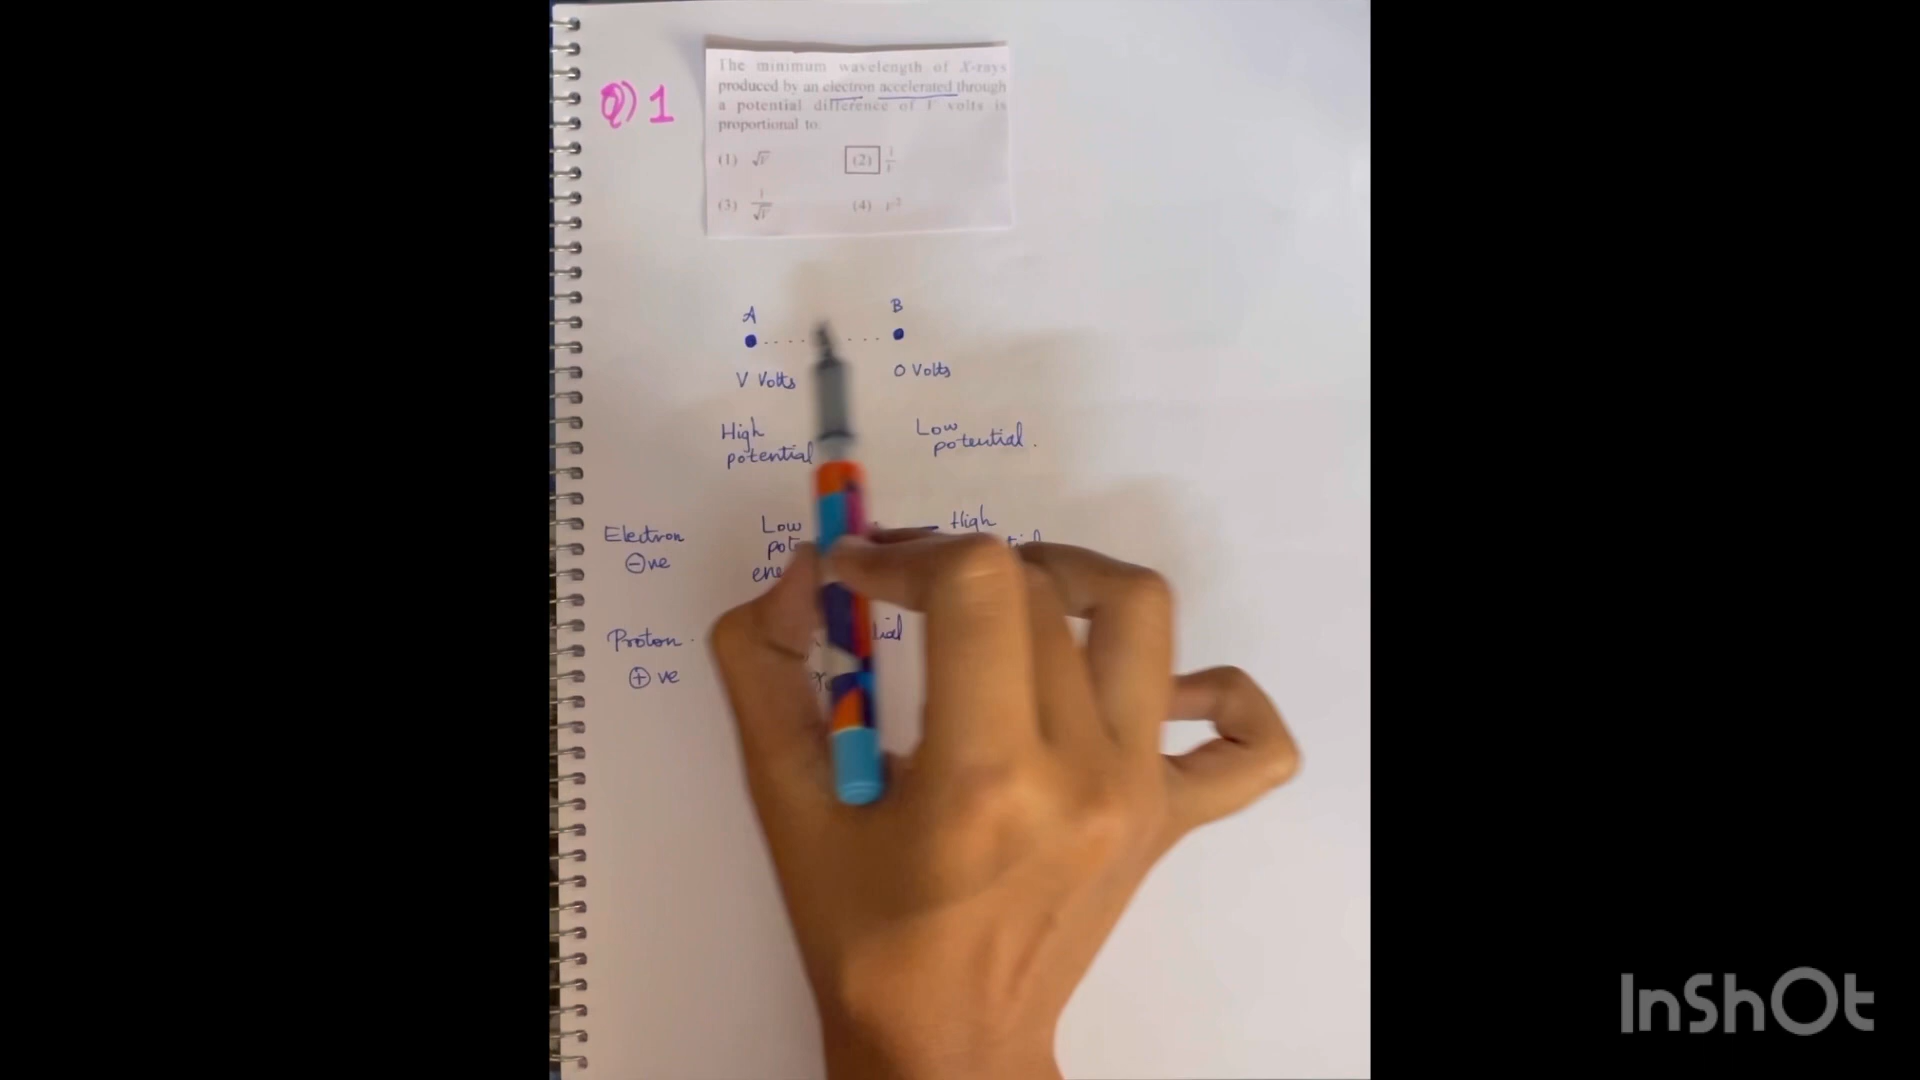 Q) 1
The minimum wavelength of X-rays
produced by an electron accelerated through
a potential difference of V volts is
proportional to:
(1) √V
(2) 1/V
(3) 1/√V
(4) V²
A B
V Volts 0 Volts
High potential
Low potential.
Electron
⊖ve
Low
High
Proton.
⊕ ve
InShOt